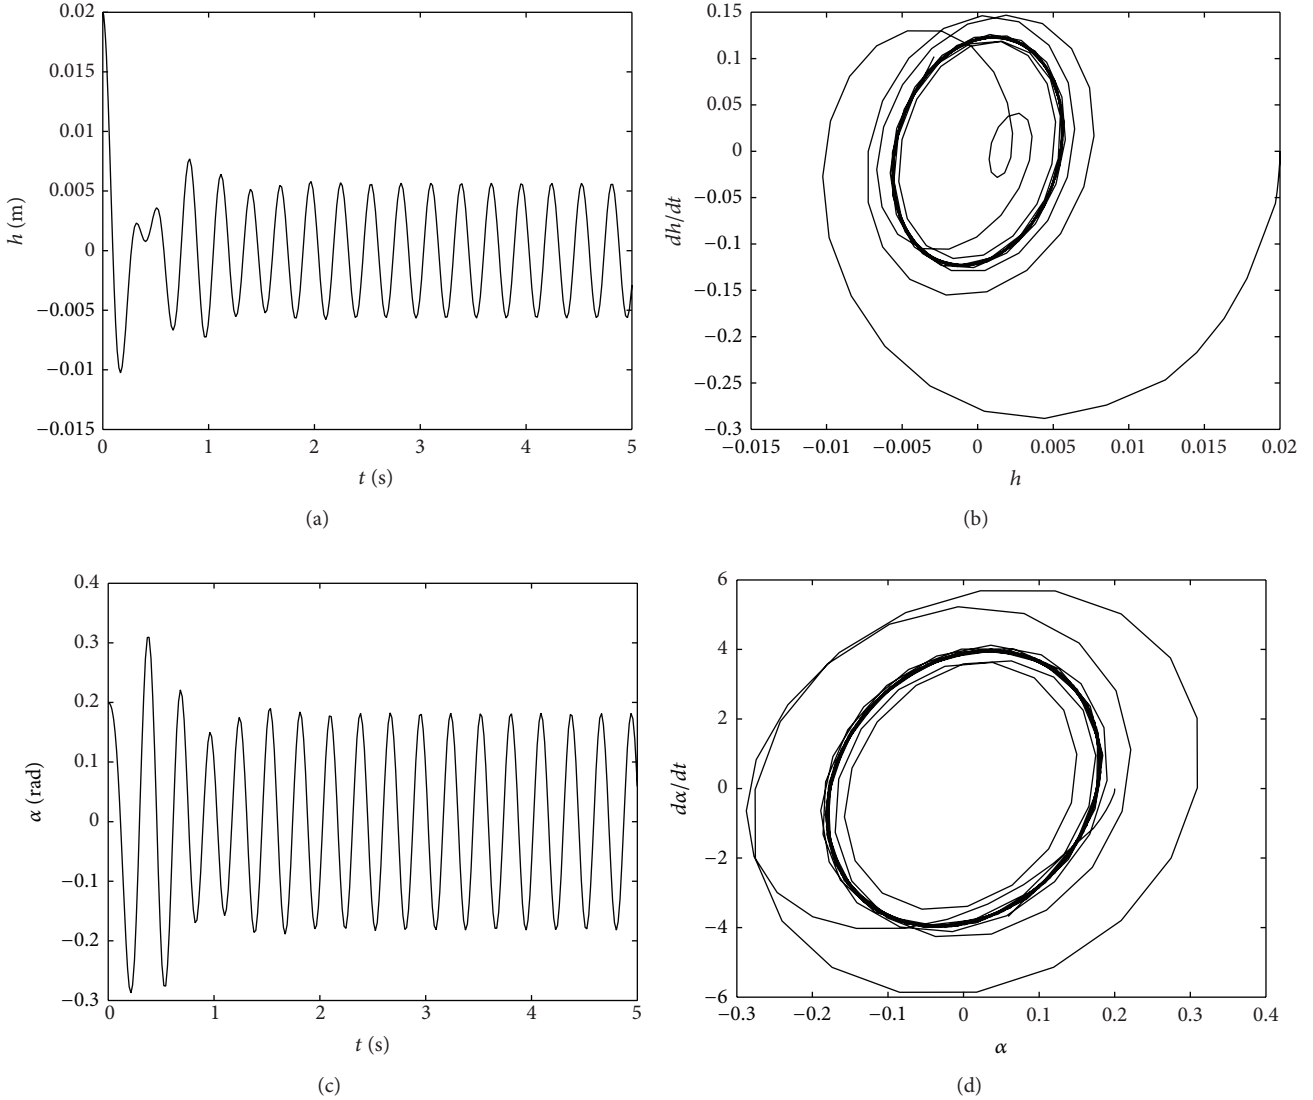 0.02
0.015
0.01
0.005
0
−0.005
−0.01
−0.015
h (m)
0 1 2 3 4 5
t (s)
(a)
0.15
0.1
0.05
0
−0.05
−0.1
−0.15
−0.2
−0.25
−0.3
dh/dt
−0.015 −0.01 −0.005 0 0.005 0.01 0.015 0.02
h
(b)
0.4
0.3
0.2
0.1
0
−0.1
−0.2
−0.3
α (rad)
0 1 2 3 4 5
t (s)
(c)
6
4
2
0
−2
−4
−6
dα/dt
−0.3 −0.2 −0.1 0 0.1 0.2 0.3 0.4
α
(d)